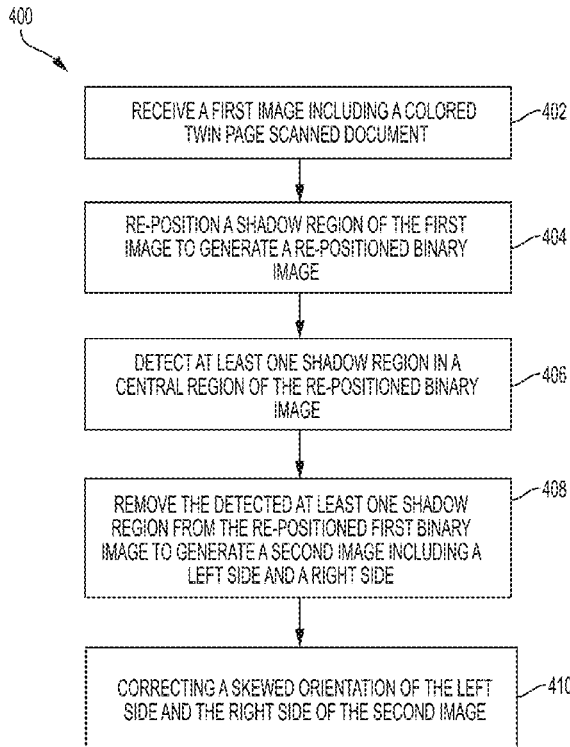 400
RECEIVE A FIRST IMAGE INCLUDING A COLORED
TWIN PAGE SCANNED DOCUMENT
402
RE-POSITION A SHADOW REGION OF THE FIRST
IMAGE TO GENERATE A RE-POSITIONED BINARY
IMAGE
404
DETECT AT LEAST ONE SHADOW REGION IN A
CENTRAL REGION OF THE RE-POSITIONED BINARY
IMAGE
406
REMOVE THE DETECTED AT LEAST ONE SHADOW
REGION FROM THE RE-POSITIONED FIRST BINARY
IMAGE TO GENERATE A SECOND IMAGE INCLUDING A
LEFT SIDE AND A RIGHT SIDE
408
CORRECTING A SKEWED ORIENTATION OF THE LEFT
SIDE AND THE RIGHT SIDE OF THE SECOND IMAGE
410